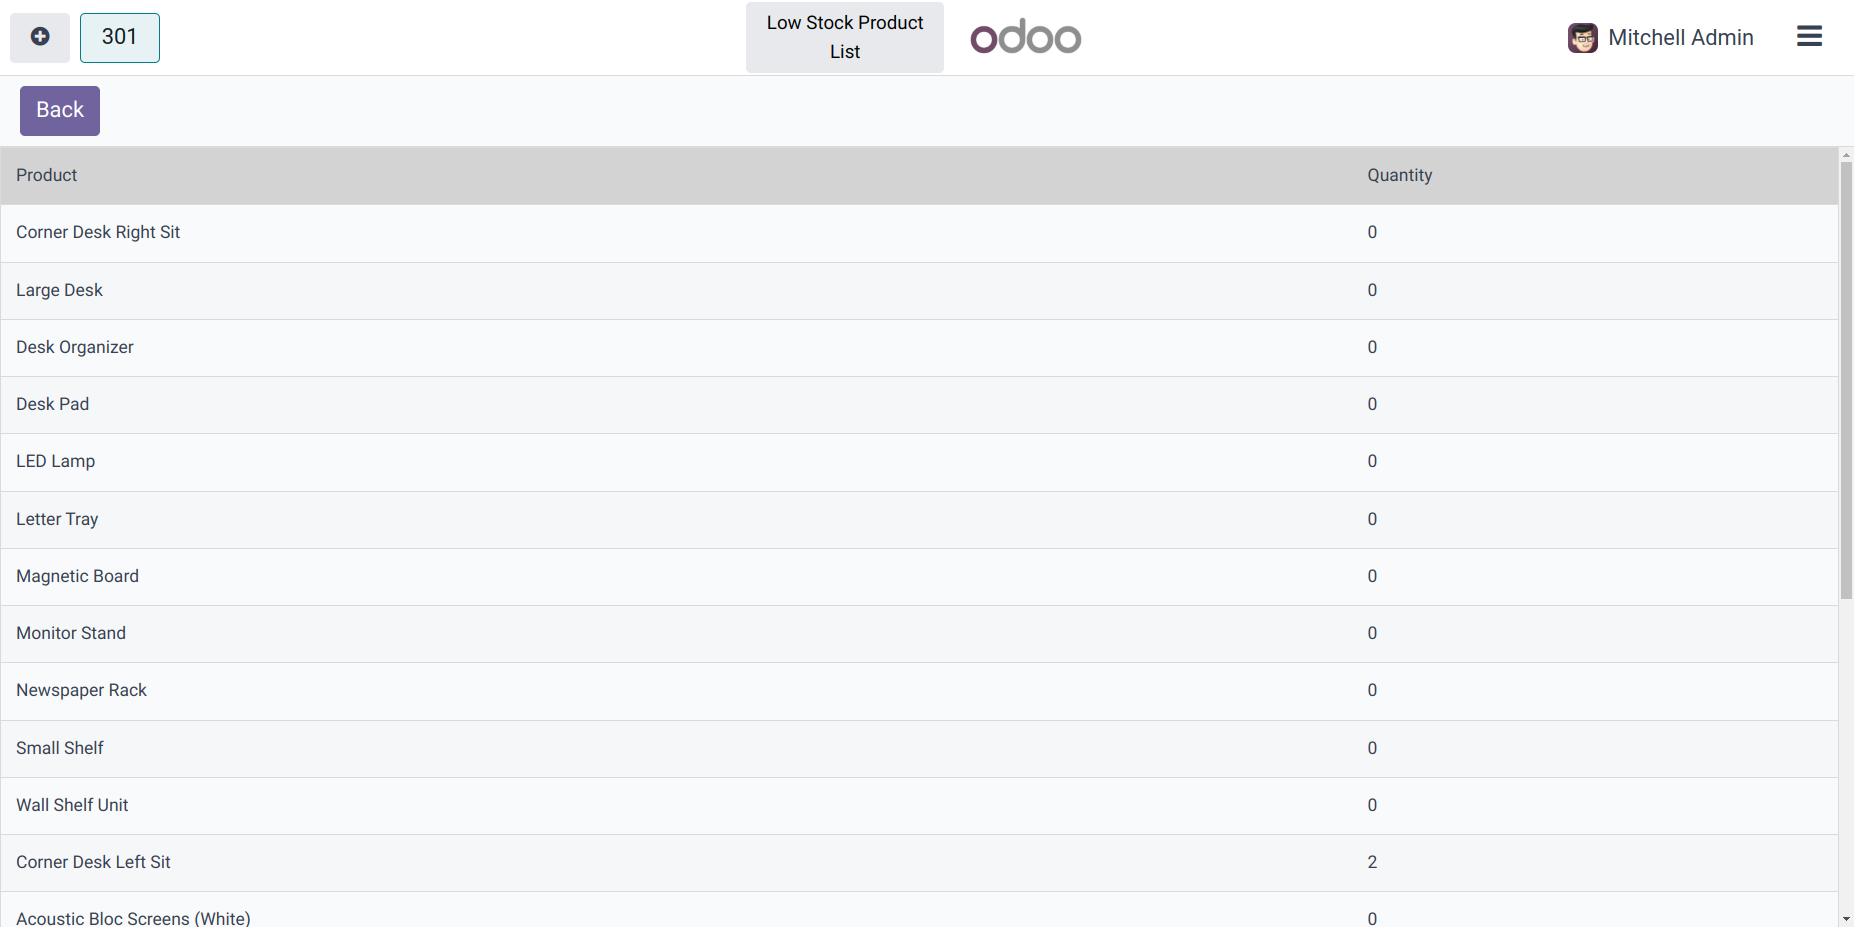 301
Low Stock Product
List
odoo
Mitchell Admin
Back
Product Quantity
Corner Desk Right Sit 0
Large Desk 0
Desk Organizer 0
Desk Pad 0
LED Lamp 0
Letter Tray 0
Magnetic Board 0
Monitor Stand 0
Newspaper Rack 0
Small Shelf 0
Wall Shelf Unit 0
Corner Desk Left Sit 2
Acoustic Bloc Screens (White) 0